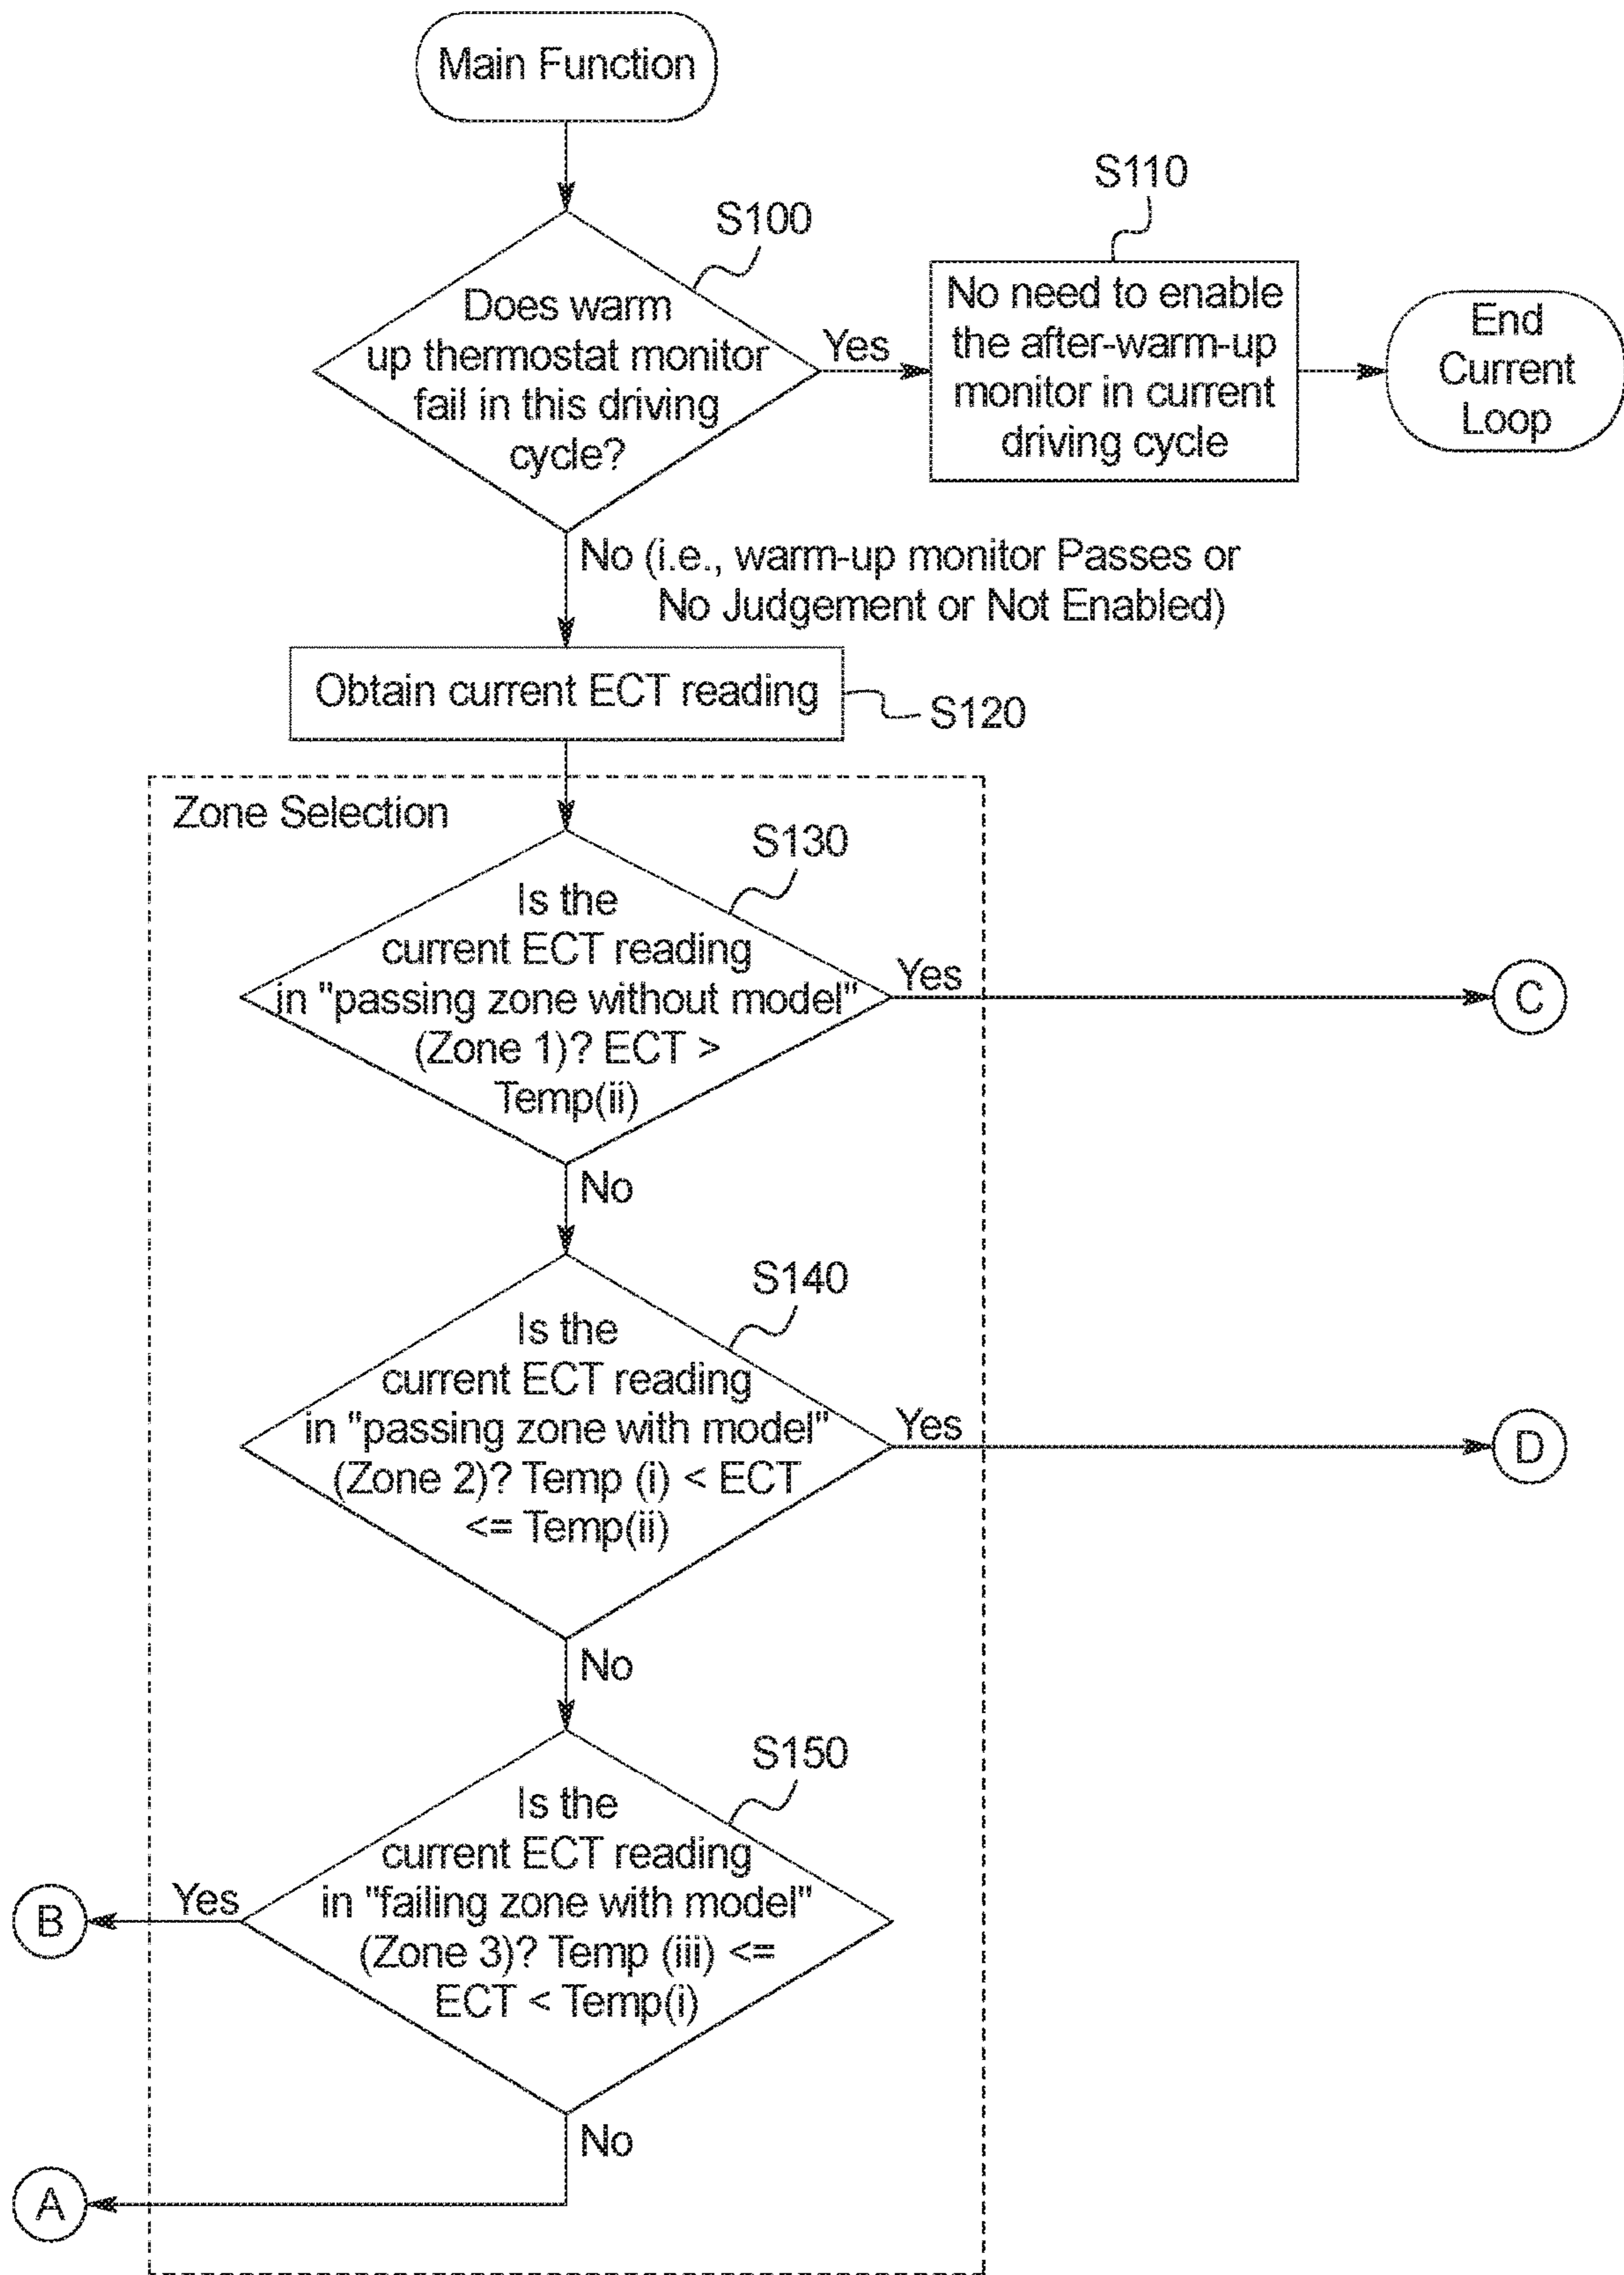 Main Function
S100
S110
Does warm
up thermostat monitor
fail in this driving
cycle?
Yes
No need to enable
the after-warm-up
monitor in current
driving cycle
End
Current
Loop
No (i.e., warm-up monitor Passes or
No Judgement or Not Enabled)
Obtain current ECT reading
S120
Zone Selection
S130
Is the
current ECT reading
in "passing zone without model"
(Zone 1)? ECT >
Temp(ii)
Yes
C
No
S140
Is the
current ECT reading
in "passing zone with model"
(Zone 2)? Temp (i) < ECT
<= Temp(ii)
Yes
D
No
S150
Is the
current ECT reading
in "failing zone with model"
(Zone 3)? Temp (iii) <=
ECT < Temp(i)
Yes
B
No
A